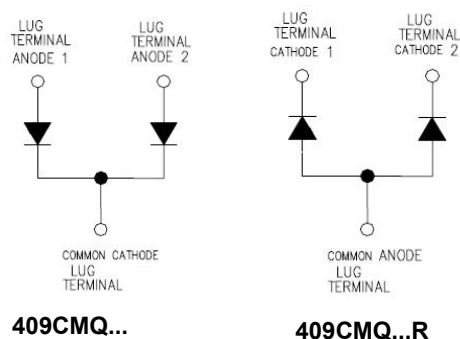 LUG
TERMINAL
ANODE 1
LUG
TERMINAL
ANODE 2
LUG
TERMINAL
CATHODE 1
LUG
TERMINAL
CATHODE 2
COMMON CATHODE
LUG
TERMINAL
COMMON ANODE
LUG
TERMINAL
409CMQ...
409CMQ...R